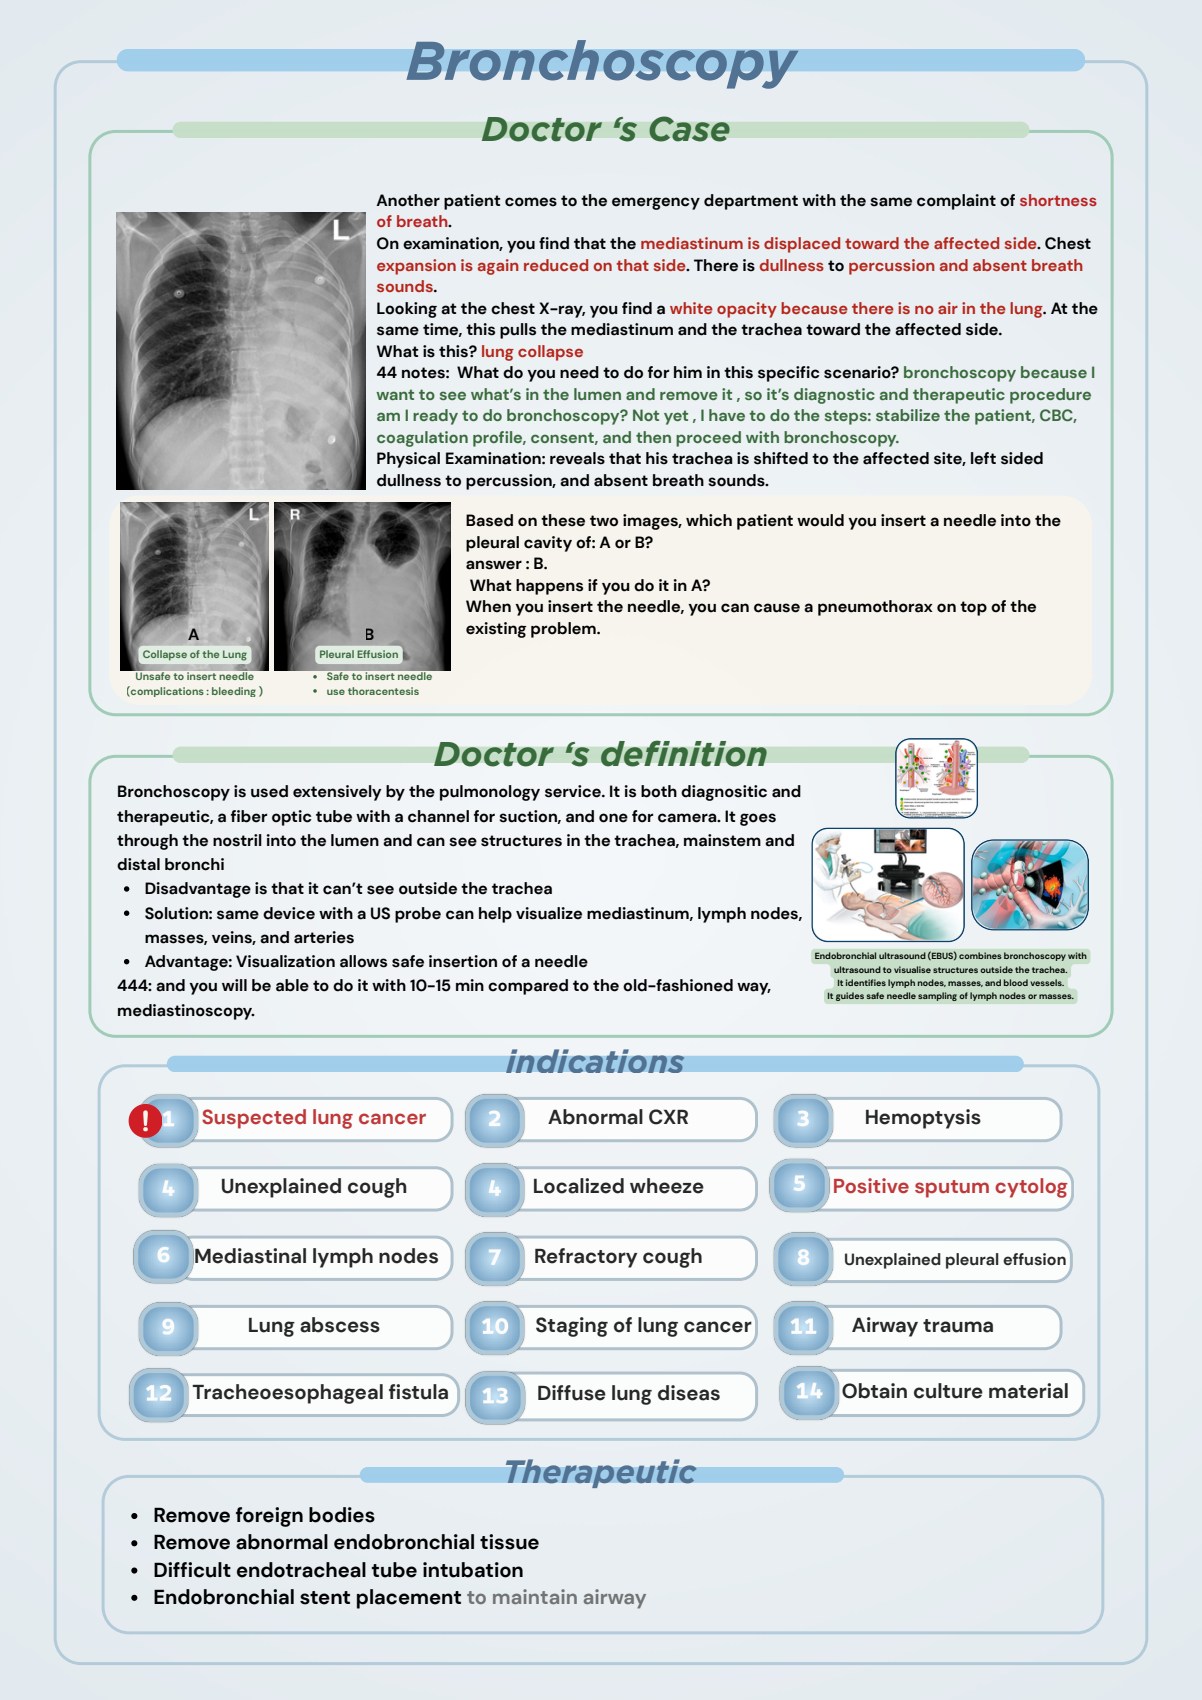 Bronchoscopy
Doctor ‘s Case
Another patient comes to the emergency department with the same complaint of shortness
of breath.
On examination, you find that the mediastinum is displaced toward the affected side. Chest
expansion is again reduced on that side. There is dullness to percussion and absent breath
sounds.
Looking at the chest X-ray, you find a white opacity because there is no air in the lung. At the
same time, this pulls the mediastinum and the trachea toward the affected side.
What is this? lung collapse
44 notes:  What do you need to do for him in this specific scenario? bronchoscopy because I
want to see what’s in the lumen and remove it , so it’s diagnostic and therapeutic procedure
am I ready to do bronchoscopy? Not yet , I have to do the steps: stabilize the patient, CBC,
coagulation profile, consent, and then proceed with bronchoscopy.
Physical Examination: reveals that his trachea is shifted to the affected site, left sided
dullness to percussion, and absent breath sounds.
L
L
R
A
B
Collapse of the Lung
Pleural Effusion
Unsafe to insert needle
(complications : bleeding )
• Safe to insert needle
• use thoracentesis
Based on these two images, which patient would you insert a needle into the
pleural cavity of: A or B?
answer : B.
What happens if you do it in A?
When you insert the needle, you can cause a pneumothorax on top of the
existing problem.
Doctor ‘s definition
Bronchoscopy is used extensively by the pulmonology service. It is both diagnositic and
therapeutic, a fiber optic tube with a channel for suction, and one for camera. It goes
through the nostril into the lumen and can see structures in the trachea, mainstem and
distal bronchi
• Disadvantage is that it can’t see outside the trachea
• Solution: same device with a US probe can help visualize mediastinum, lymph nodes,
masses, veins, and arteries
• Advantage: Visualization allows safe insertion of a needle
444: and you will be able to do it with 10-15 min compared to the old-fashioned way,
mediastinoscopy.
Endobronchial ultrasound (EBUS) combines bronchoscopy with
ultrasound to visualise structures outside the trachea.
It identifies lymph nodes, masses, and blood vessels.
It guides safe needle sampling of lymph nodes or masses.
indications
! 1 Suspected lung cancer
2 Abnormal CXR
3 Hemoptysis
4 Unexplained cough
4 Localized wheeze
5 Positive sputum cytolog
6 Mediastinal lymph nodes
7 Refractory cough
8 Unexplained pleural effusion
9 Lung abscess
10 Staging of lung cancer
11 Airway trauma
12 Tracheoesophageal fistula
13 Diffuse lung diseas
14 Obtain culture material
Therapeutic
• Remove foreign bodies
• Remove abnormal endobronchial tissue
• Difficult endotracheal tube intubation
• Endobronchial stent placement to maintain airway